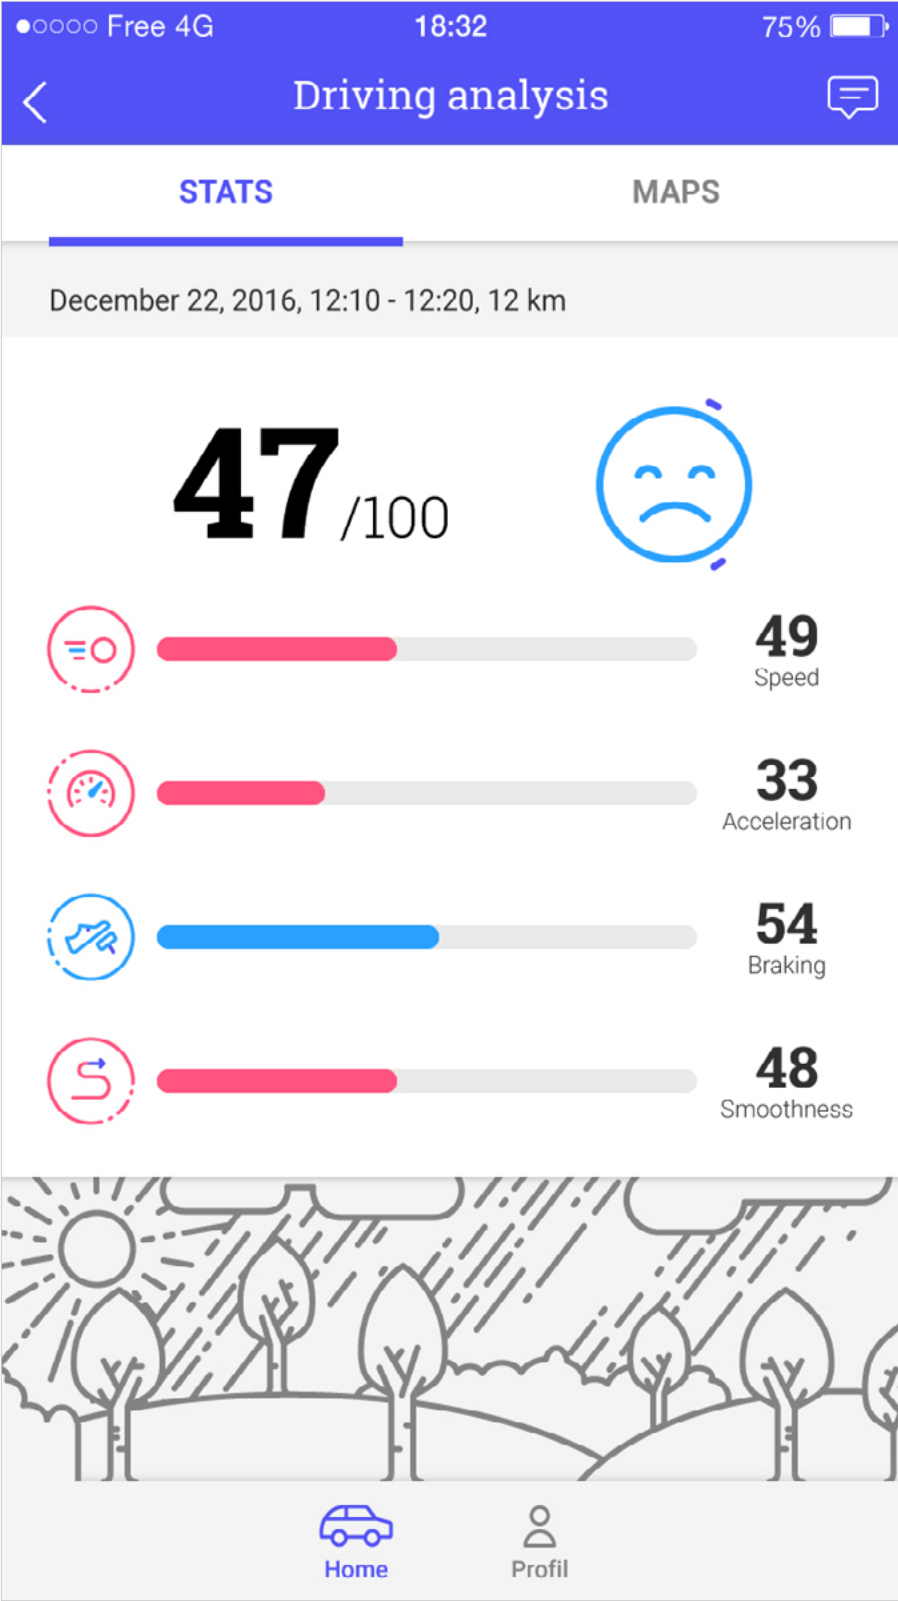 Free 4G 18:32 75%
Driving analysis
STATS MAPS
December 22, 2016, 12:10 - 12:20, 12 km
47/100
49
Speed
33
Acceleration
54
Braking
48
Smoothness
Home Profil